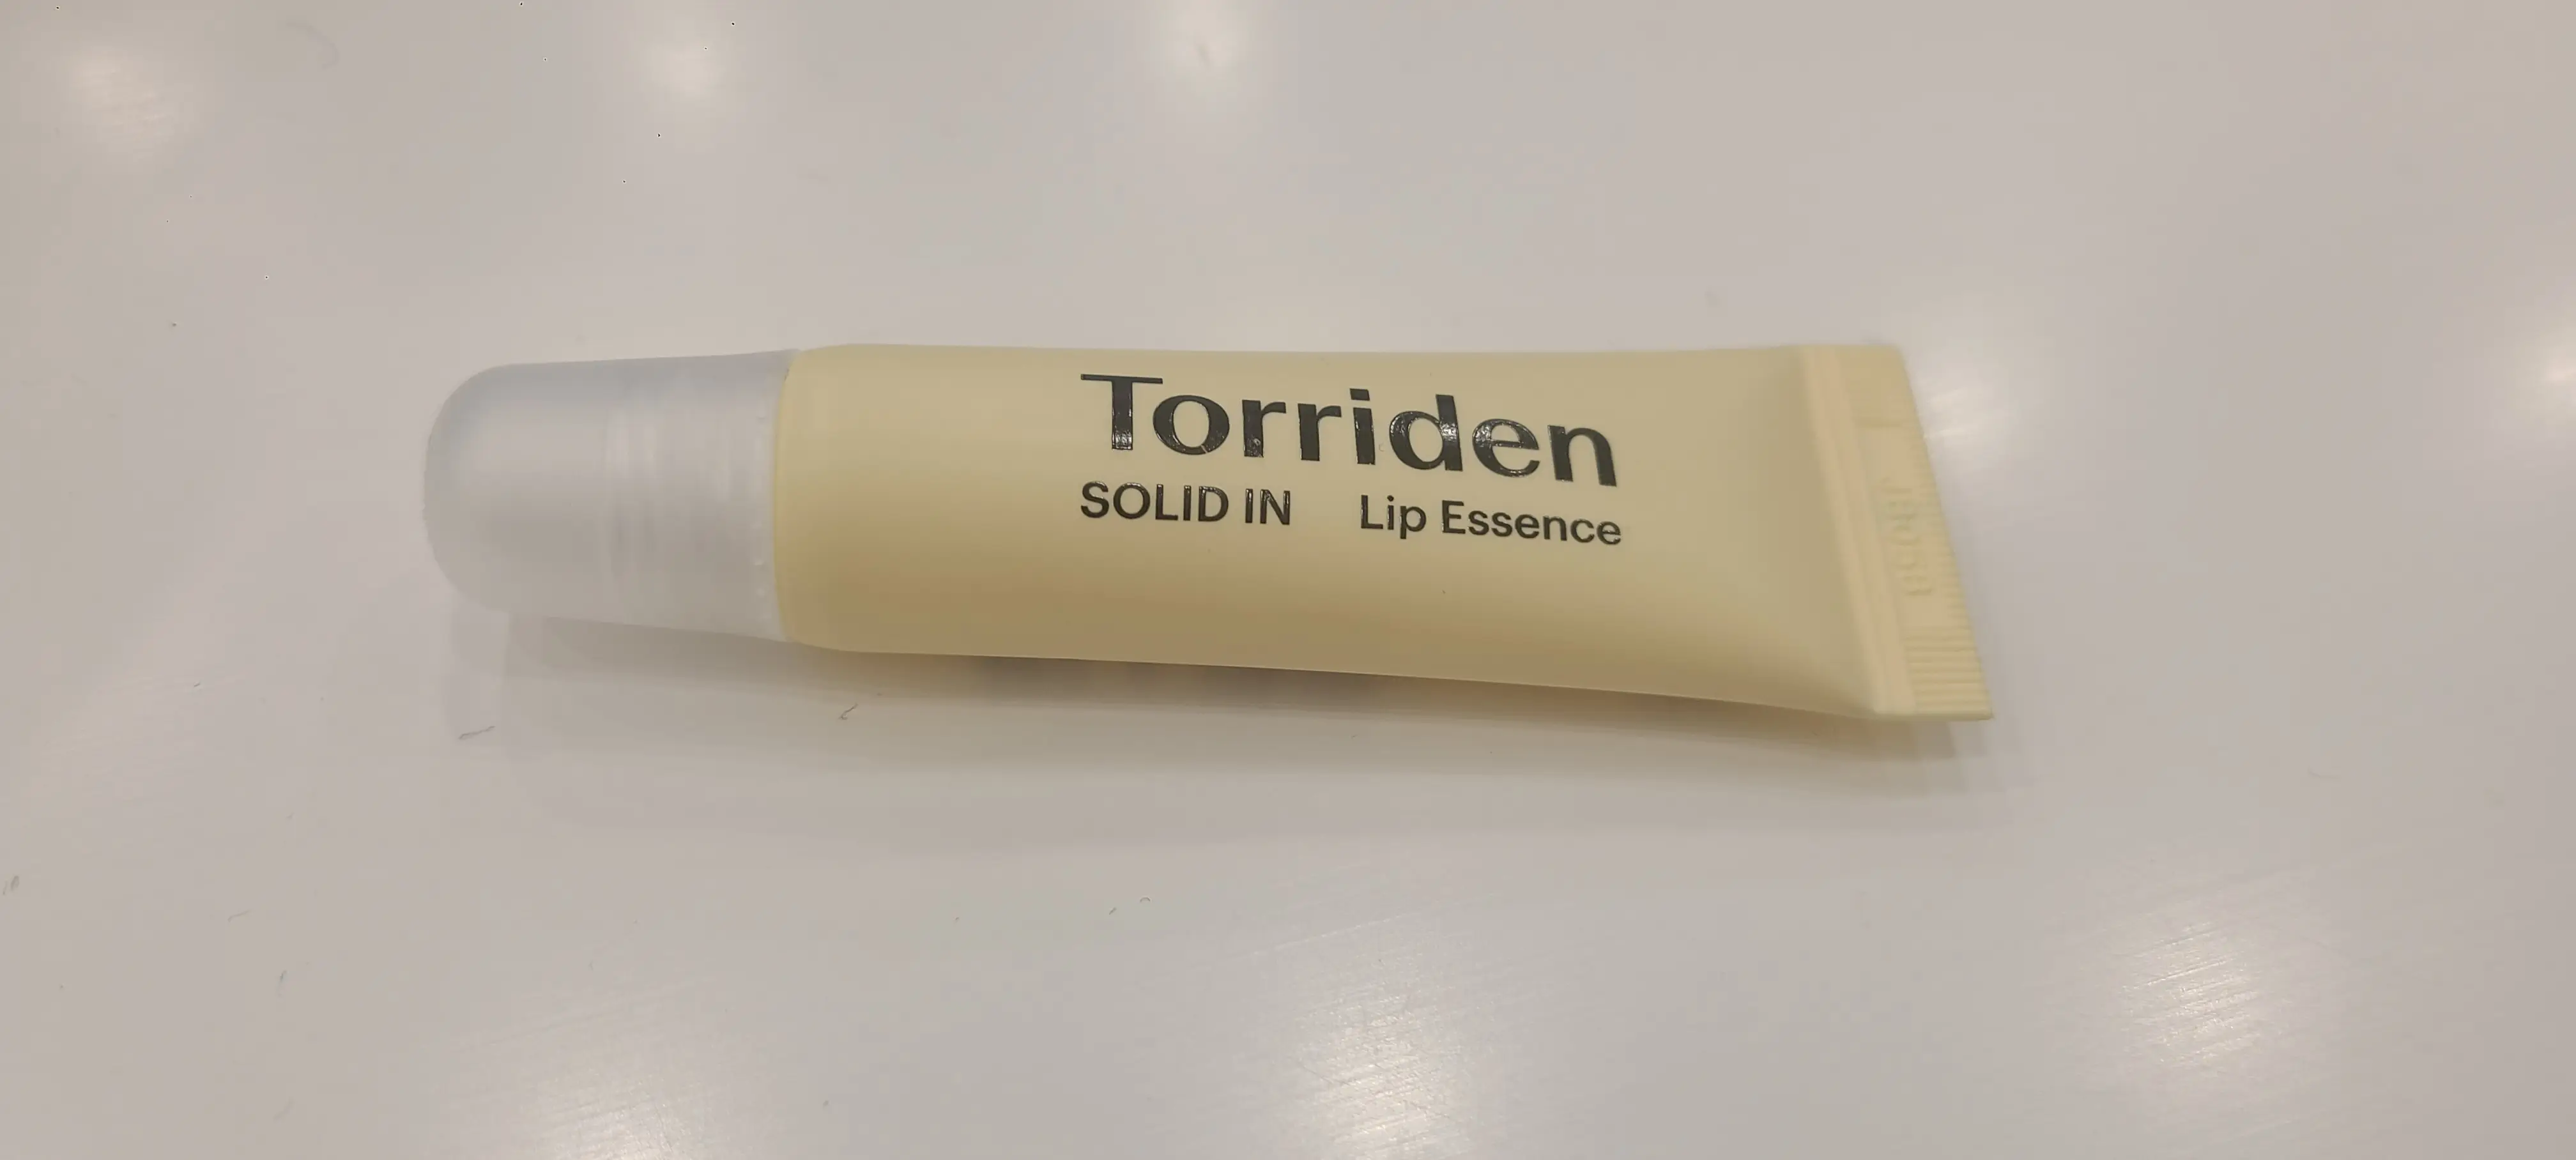 Torriden
SOLID IN Lip Essence